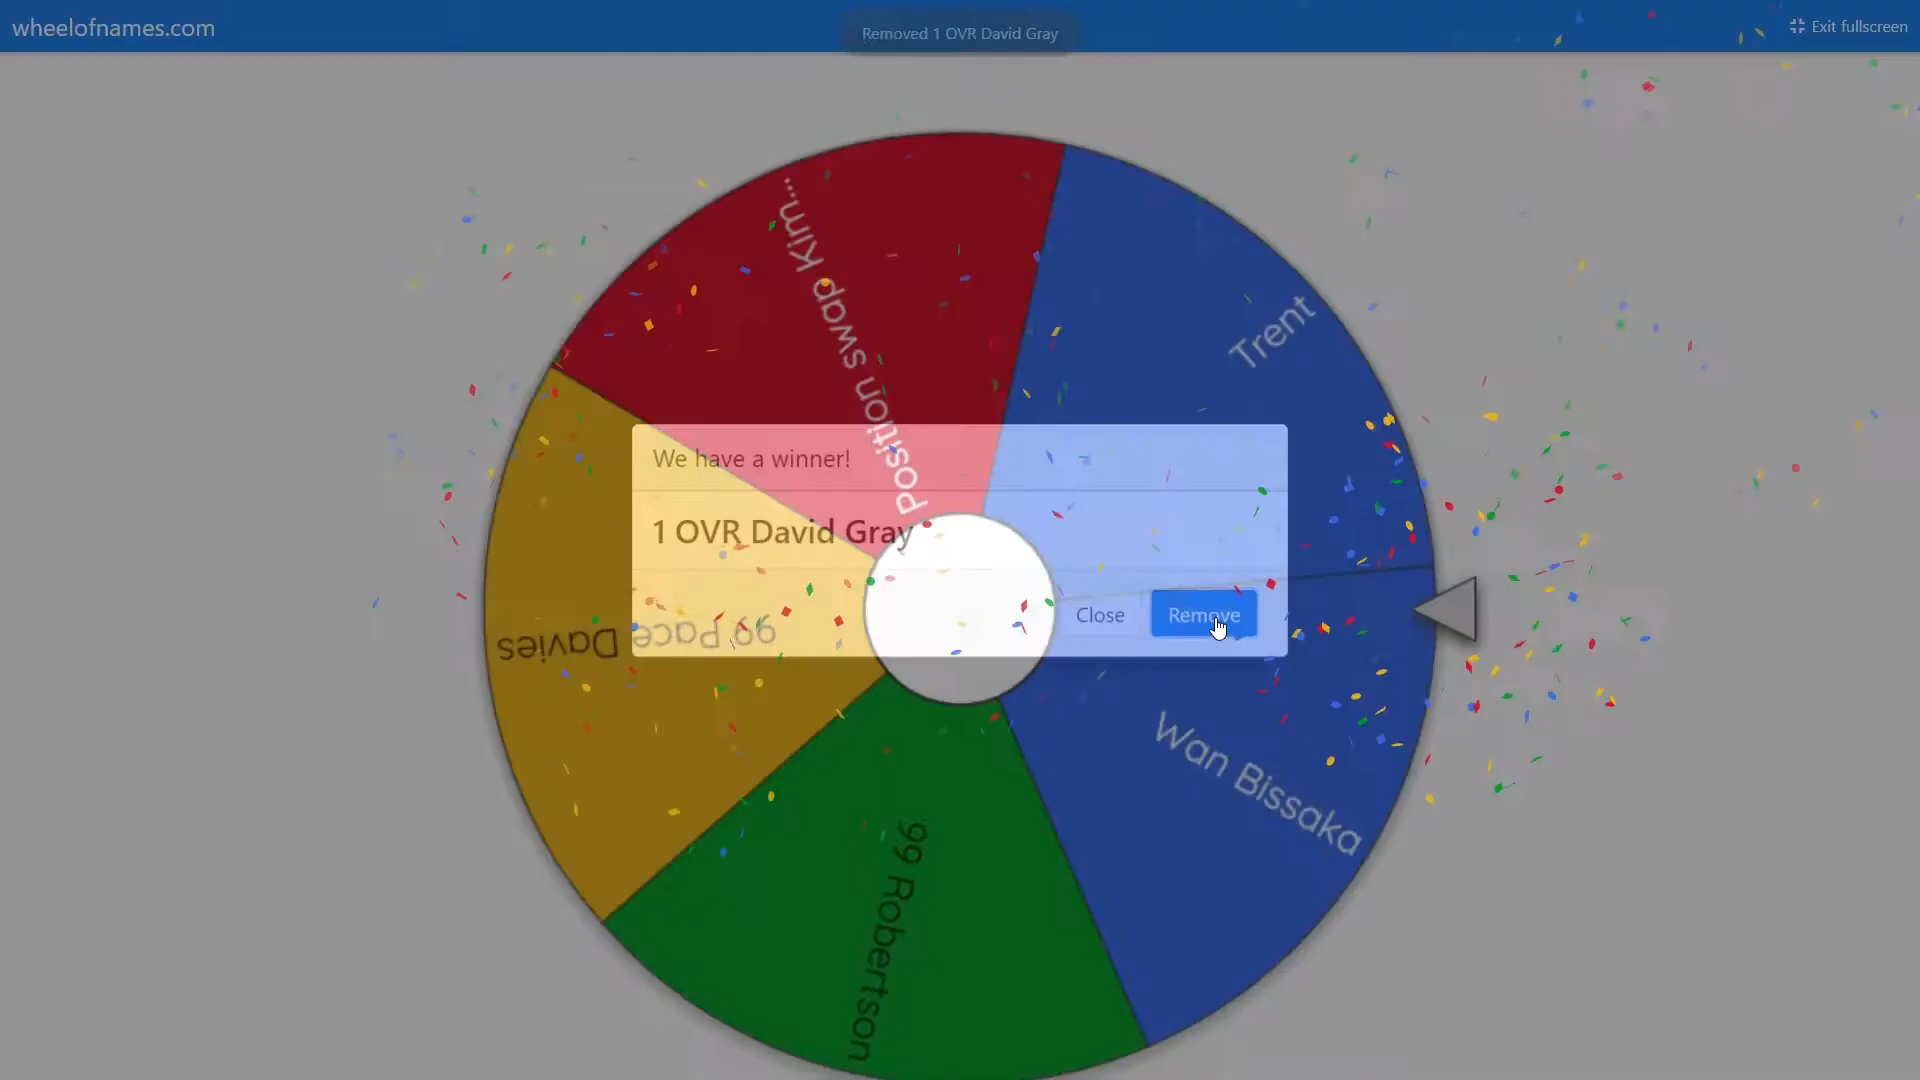 wheelofnames.com
Removed 1 OVR David Gray
Exit fullscreen
Position swap Kim...
Trent
We have a winner!
1 OVR David Gray
Close
Remove
99 Pace Davies
Wan Bissaka
99 Robertson